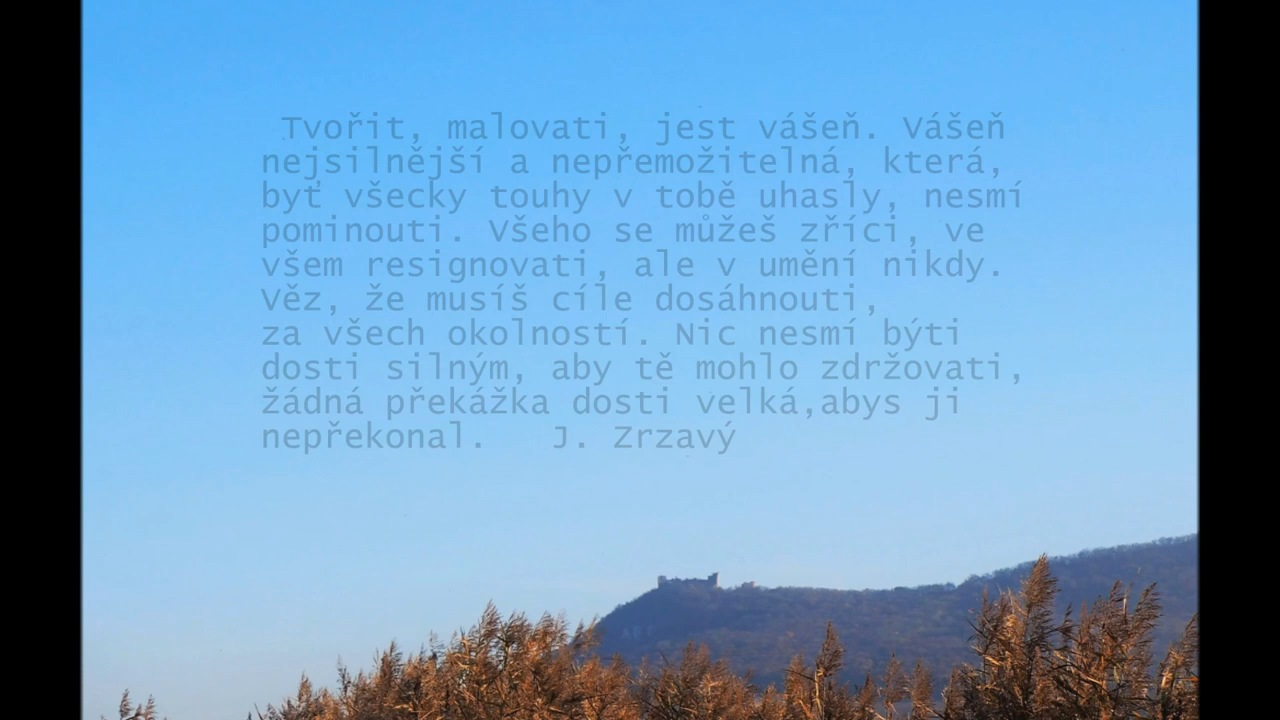 Tvořit, malovati, jest vášeň. Vášeň
nejsilnější a nepřemožitelná, která,
byť všecky touhy v tobě uhasly, nesmí
pominouti. Všeho se můžeš zříci, ve
všem resignovati, ale v umění nikdy.
Věz, že musíš cíle dosáhnouti,
za všech okolností. Nic nesmí býti
dosti silným, aby tě mohlo zdržovati,
žádná překážka dosti velká,abys ji
nepřekonal. J. Zrzavý